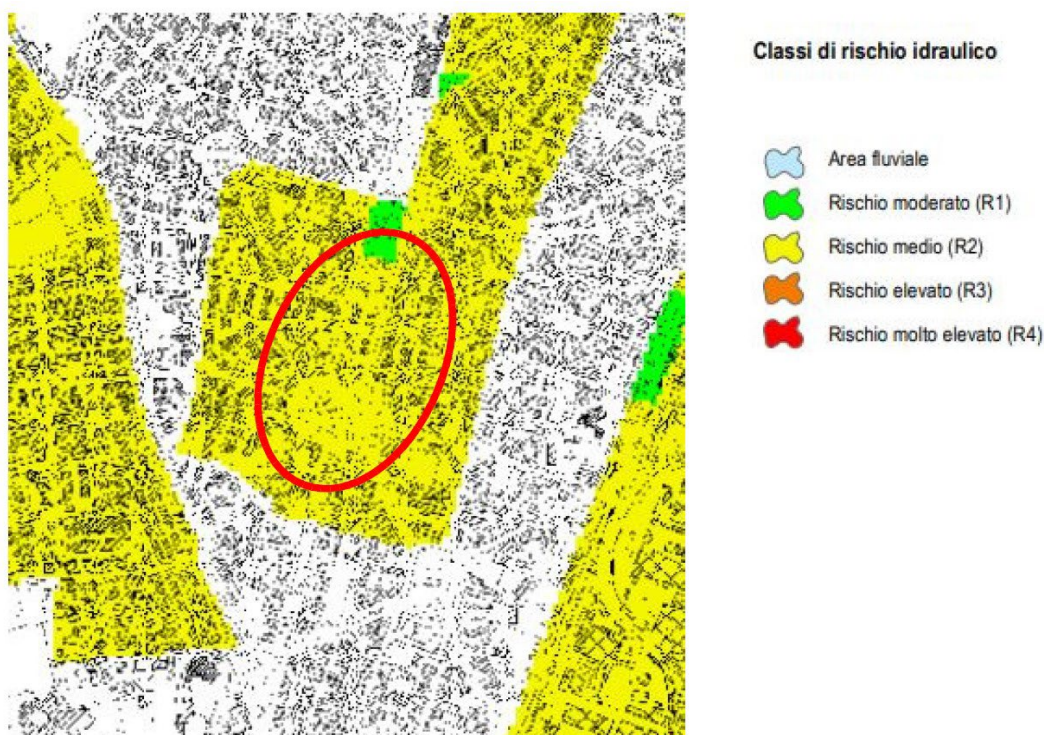 Classi di rischio idraulico
Area fluviale
Rischio moderato (R1)
Rischio medio (R2)
Rischio elevato (R3)
Rischio molto elevato (R4)